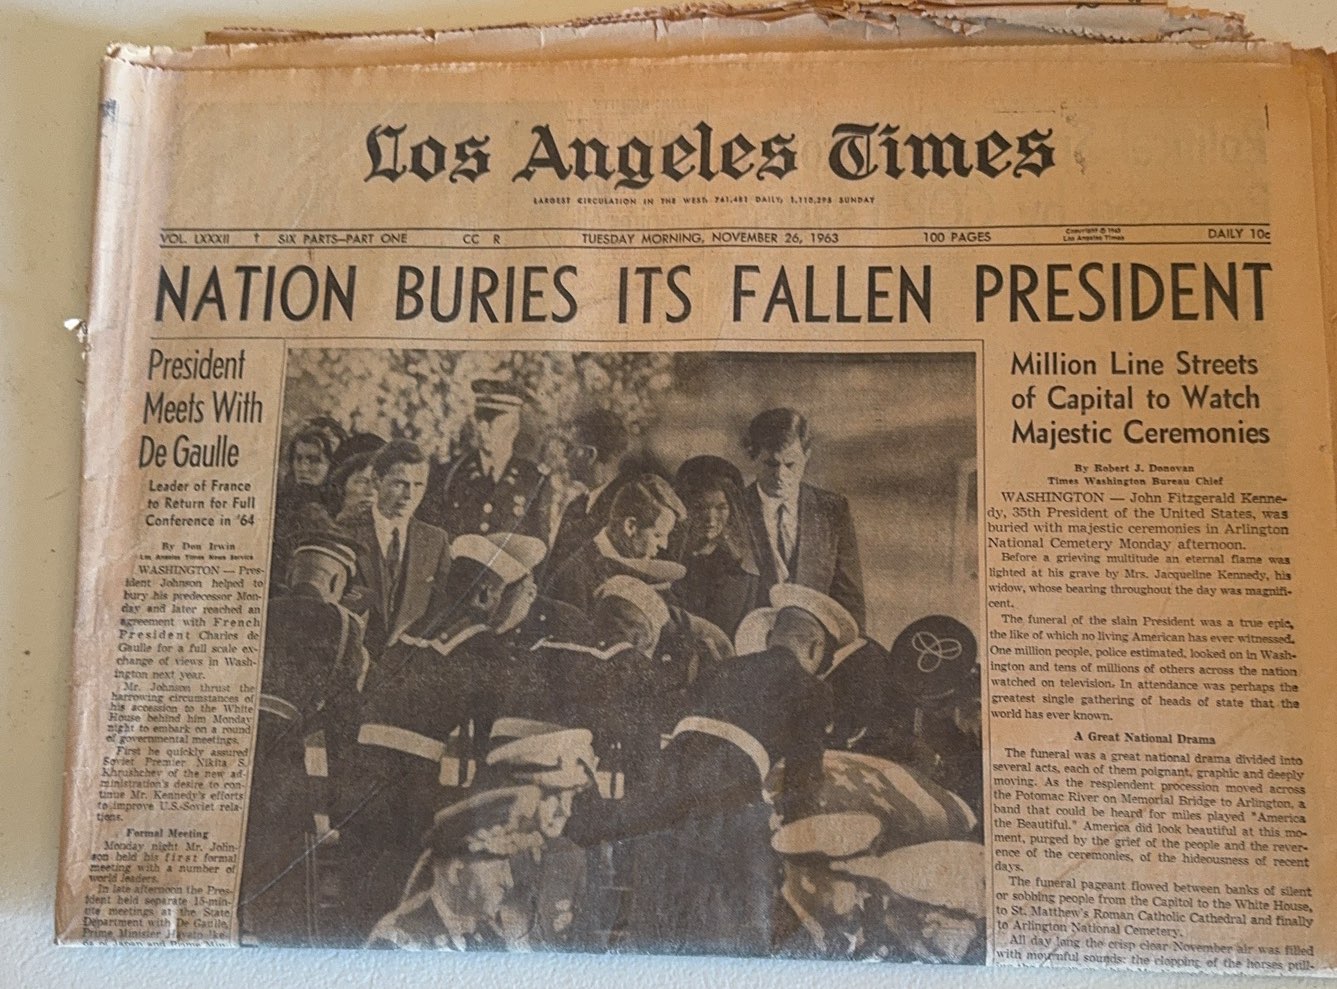 Los Angeles Times
LARGEST CIRCULATION IN THE WEST, 761,481 DAILY; 1,110,298 SUNDAY
VOL. LXXXII † SIX PARTS—PART ONE CC R TUESDAY MORNING, NOVEMBER 26, 1963 100 PAGES Copyright © 1963 Los Angeles Times DAILY 10c
NATION BURIES ITS FALLEN PRESIDENT
President
Meets With
De Gaulle
Leader of France
to Return for Full
Conference in '64
By Don Irwin
Los Angeles Times News Service
WASHINGTON — Pres-
ident Johnson helped to
bury his predecessor Mon-
day and later reached an
agreement with French
President Charles de
Gaulle for a full scale ex-
change of views in Wash-
ington next year.
Mr. Johnson thrust the
harrowing circumstances of
his accession to the White
House behind him Monday
night to embark on a round
of governmental meetings.
First he quickly assured
Soviet Premier Nikita S.
Khrushchev of the new ad-
ministration's desire to con-
tinue Mr. Kennedy's efforts
to improve U.S.-Soviet rela-
tions.
Formal Meeting
Monday night Mr. John-
son held his first formal
meeting with a number of
world leaders.
In late afternoon the Pres-
ident held separate 15-min-
ute meetings at the State
Department with De Gaulle,
Prime Minister Hayato Ike-
da of Japan and Prime Min-
Million Line Streets
of Capital to Watch
Majestic Ceremonies
By Robert J. Donovan
Times Washington Bureau Chief
WASHINGTON — John Fitzgerald Kenne-
dy, 35th President of the United States, was
buried with majestic ceremonies in Arlington
National Cemetery Monday afternoon.
Before a grieving multitude an eternal flame was
lighted at his grave by Mrs. Jacqueline Kennedy, his
widow, whose bearing throughout the day was magnifi-
cent.
The funeral of the slain President was a true epic,
the like of which no living American has ever witnessed.
One million people, police estimated, looked on in Wash-
ington and tens of millions of others across the nation
watched on television. In attendance was perhaps the
greatest single gathering of heads of state that the
world has ever known.
A Great National Drama
The funeral was a great national drama divided into
several acts, each of them poignant, graphic and deeply
moving. As the resplendent procession moved across
the Potomac River on Memorial Bridge to Arlington, a
band that could be heard for miles played "America
the Beautiful." America did look beautiful at this mo-
ment, purged by the grief of the people and the rever-
ence of the ceremonies, of the hideousness of recent
days.
The funeral pageant flowed between banks of silent
or sobbing people from the Capitol to the White House,
to St. Matthew's Roman Catholic Cathedral and finally
to Arlington National Cemetery.
All day long the crisp clear November air was filled
with mournful sounds: the clopping of the horses pull-